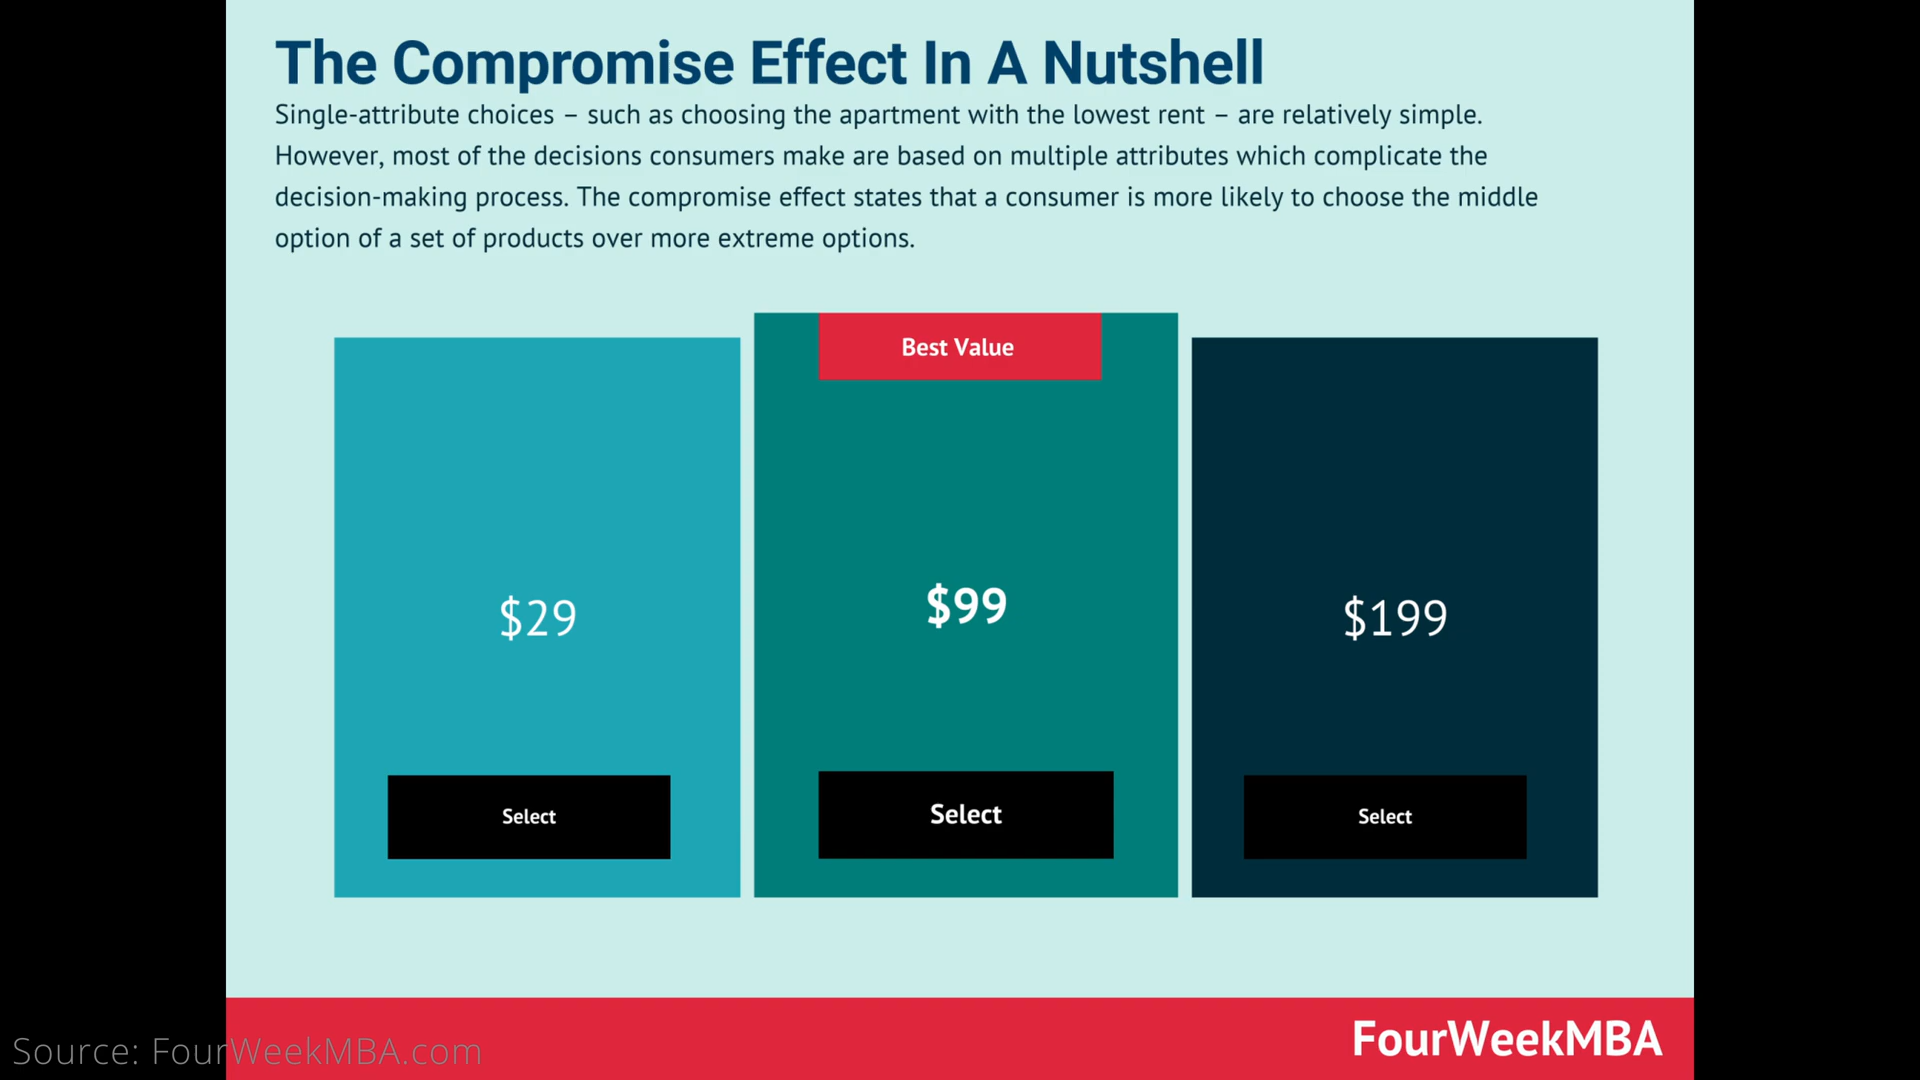 The Compromise Effect In A Nutshell
Single-attribute choices – such as choosing the apartment with the lowest rent – are relatively simple.
However, most of the decisions consumers make are based on multiple attributes which complicate the
decision-making process. The compromise effect states that a consumer is more likely to choose the middle
option of a set of products over more extreme options.
Best Value
$29
$99
$199
Select
Select
Select
FourWeekMBA
Source: FourWeekMBA.com